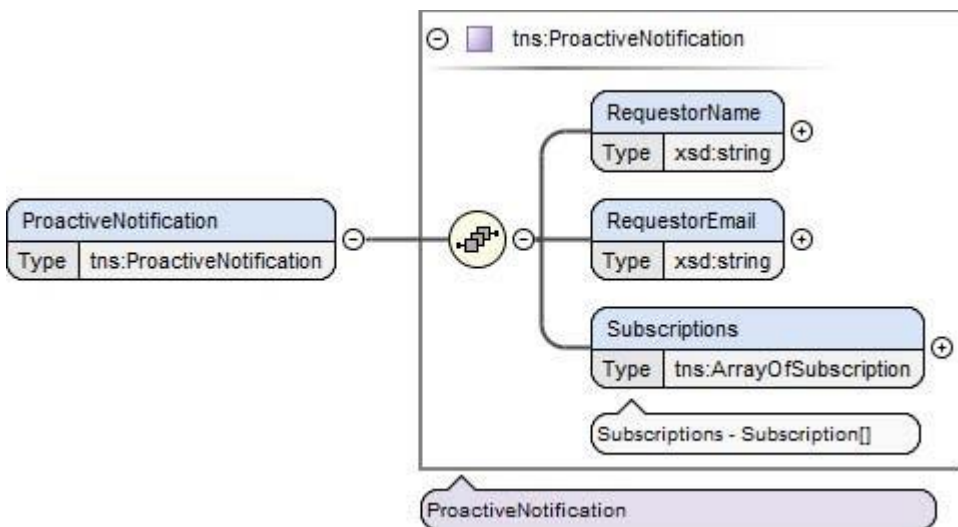 tns:ProactiveNotification
RequestorName
Type xsd:string
ProactiveNotification
Type tns:ProactiveNotification
RequestorEmail
Type xsd:string
Subscriptions
Type tns:ArrayOfSubscription
Subscriptions - Subscription[]
ProactiveNotification